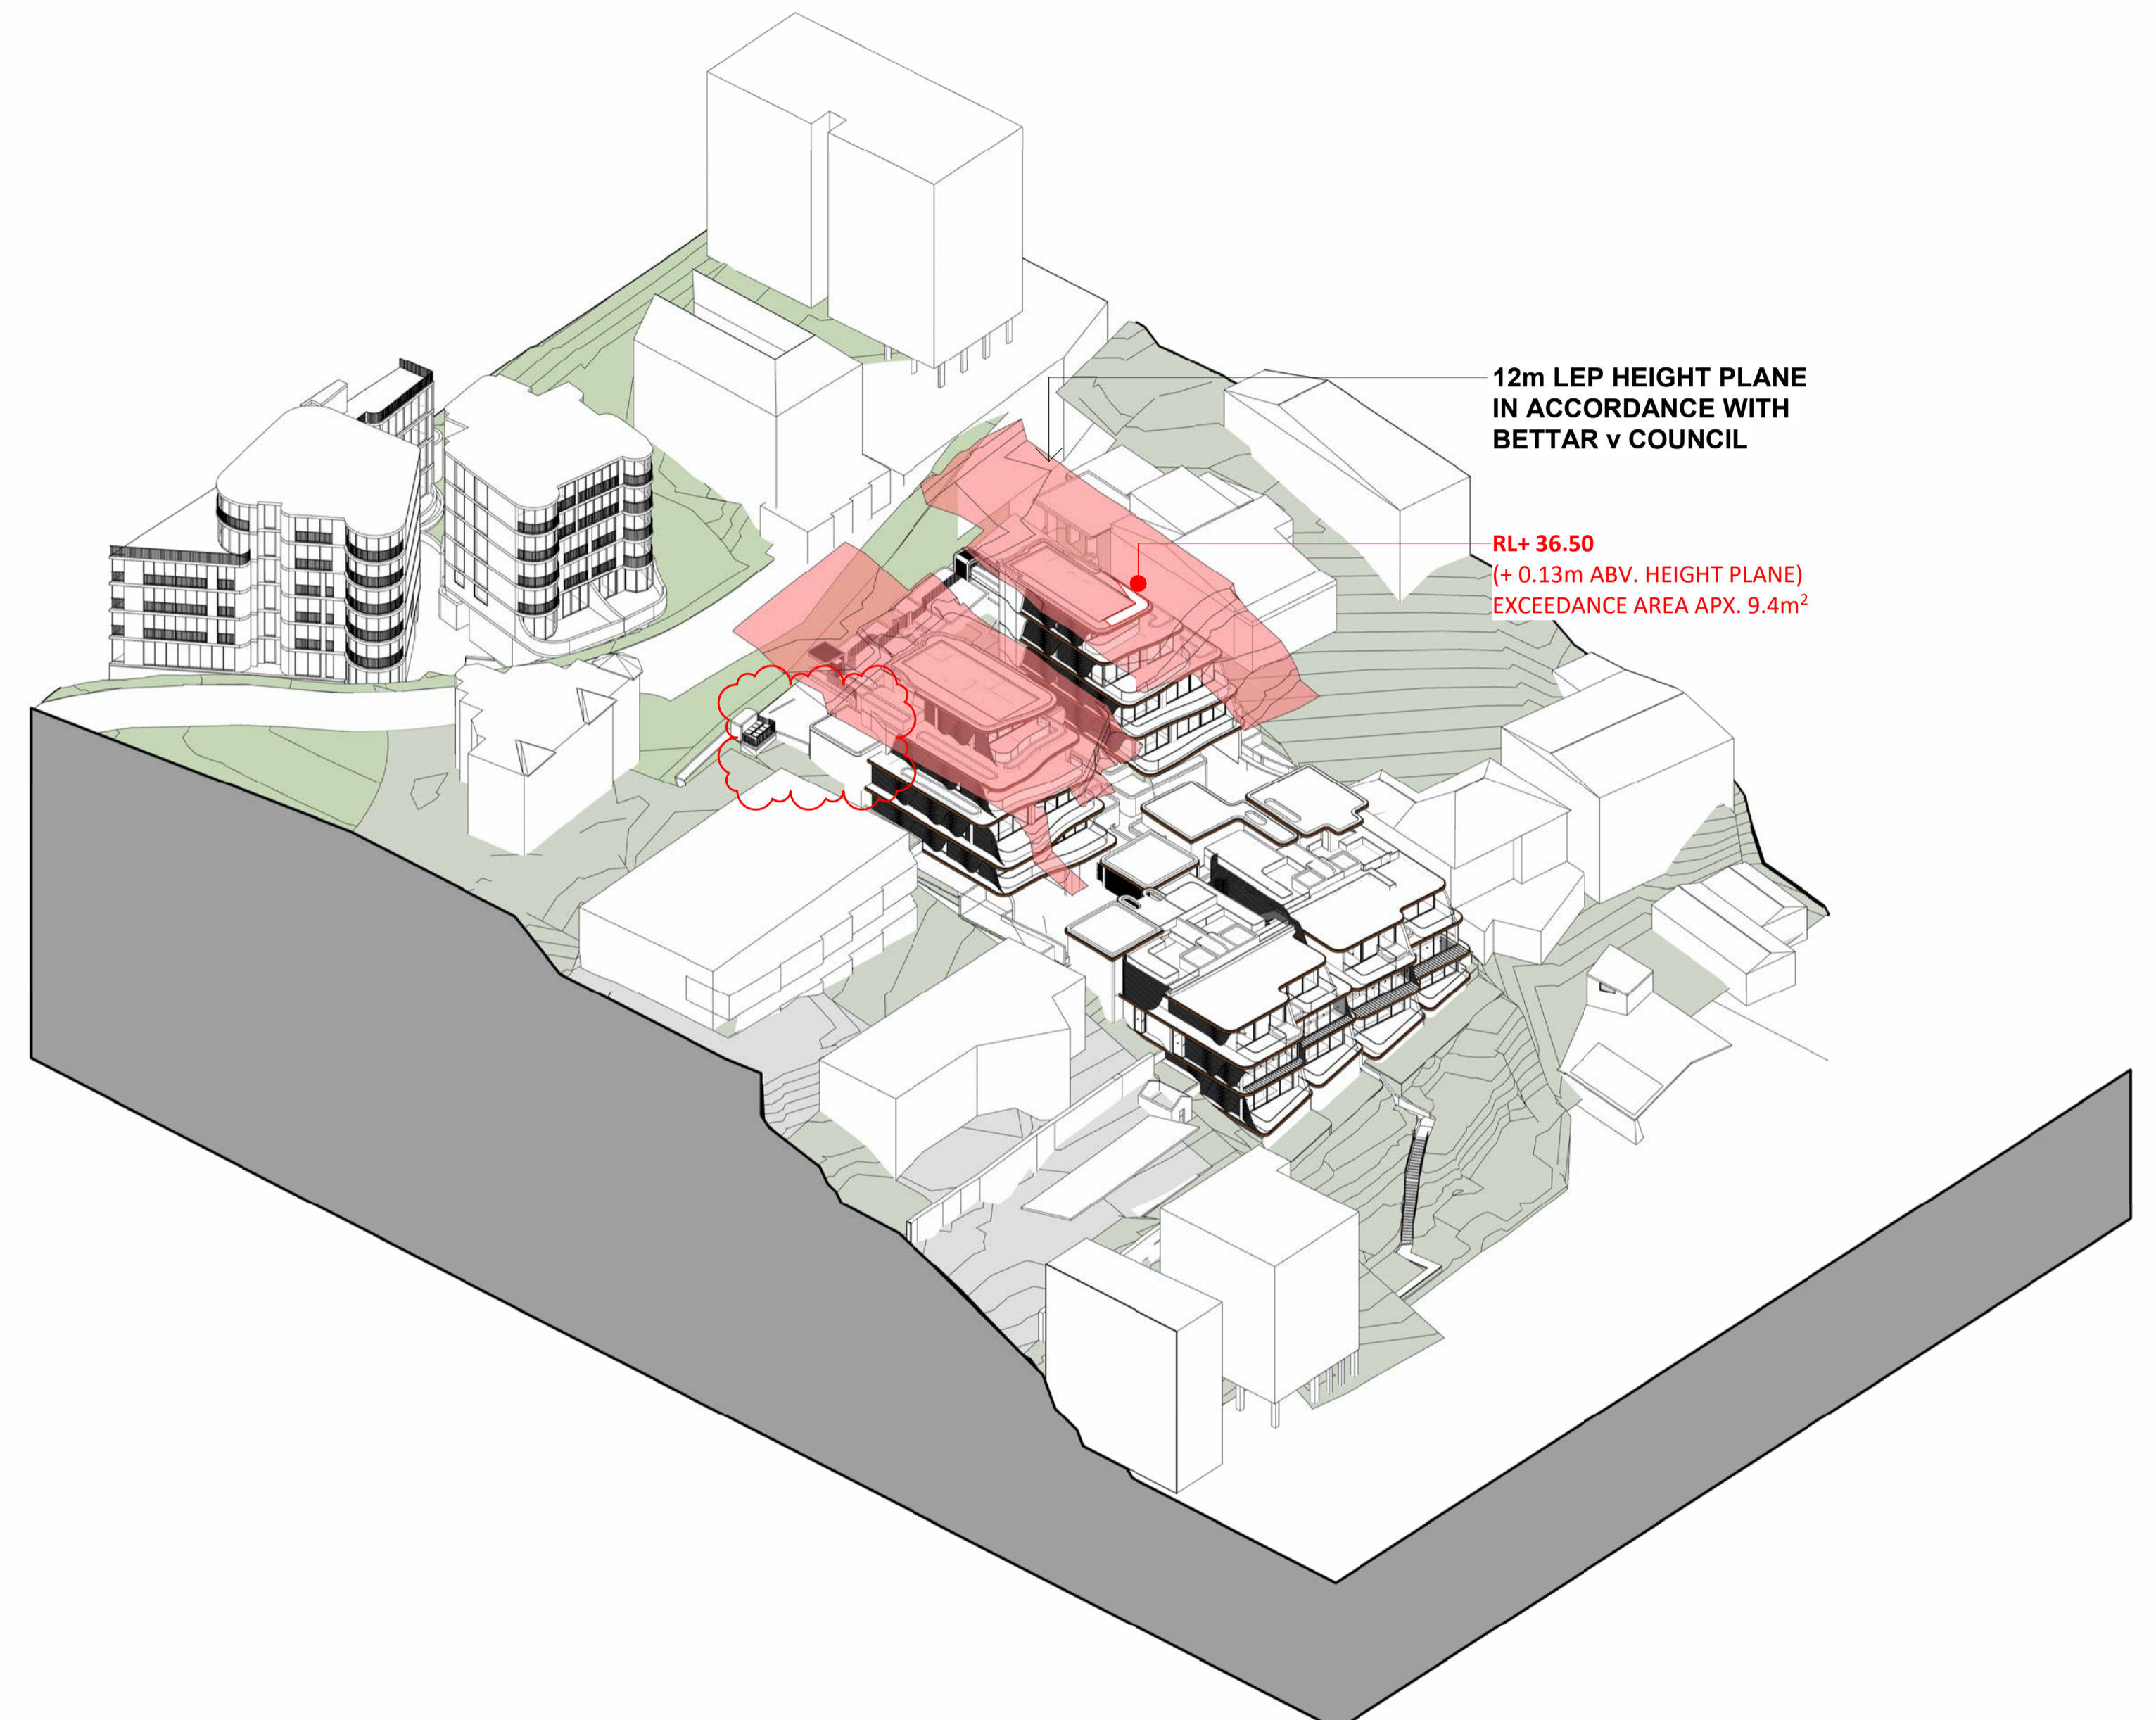 12m LEP HEIGHT PLANE
IN ACCORDANCE WITH
BETTAR v COUNCIL
RL+ 36.50
(+ 0.13m ABV. HEIGHT PLANE)
EXCEEDANCE AREA APX. 9.4m²